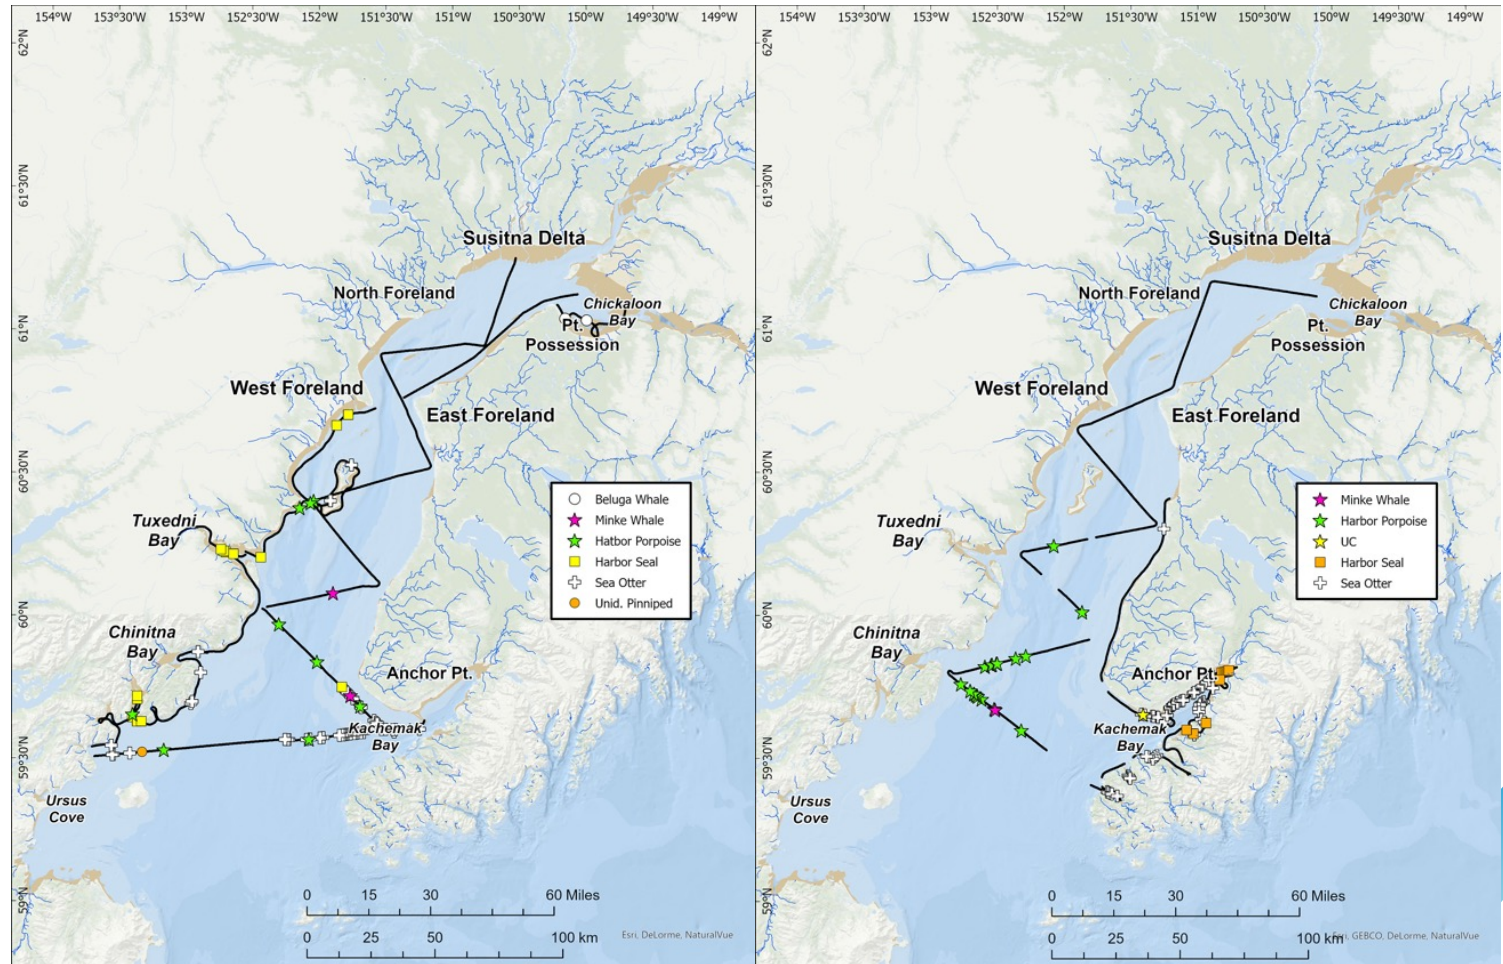 154°W 153°30'W 153°W 152°30'W 152°W 151°30'W 151°W 150°30'W 150°W 149°30'W 149°W
62°N
61°30'N
61°N
60°30'N
60°N
59°30'N
59°N
Susitna Delta
North Foreland
Chickaloon
Bay
Pt.
Possession
West Foreland
East Foreland
Tuxedni
Bay
Beluga Whale
Minke Whale
Hatbor Porpoise
Harbor Seal
Sea Otter
Unid. Pinniped
Chinitna
Bay
Anchor Pt.
Kachemak
Bay
Ursus
Cove
0 15 30 60 Miles
0 25 50 100 km
Esri, DeLorme, NaturalVue
154°W 153°30'W 153°W 152°30'W 152°W 151°30'W 151°W 150°30'W 150°W 149°30'W 149°W
62°N
61°30'N
61°N
60°30'N
60°N
59°30'N
59°N
Susitna Delta
North Foreland
Chickaloon
Bay
Pt.
Possession
West Foreland
East Foreland
Tuxedni
Bay
Minke Whale
Harbor Porpoise
UC
Harbor Seal
Sea Otter
Chinitna
Bay
Anchor Pt.
Kachemak
Bay
Ursus
Cove
0 15 30 60 Miles
0 25 50 100 km
Esri, GEBCO, DeLorme, NaturalVue